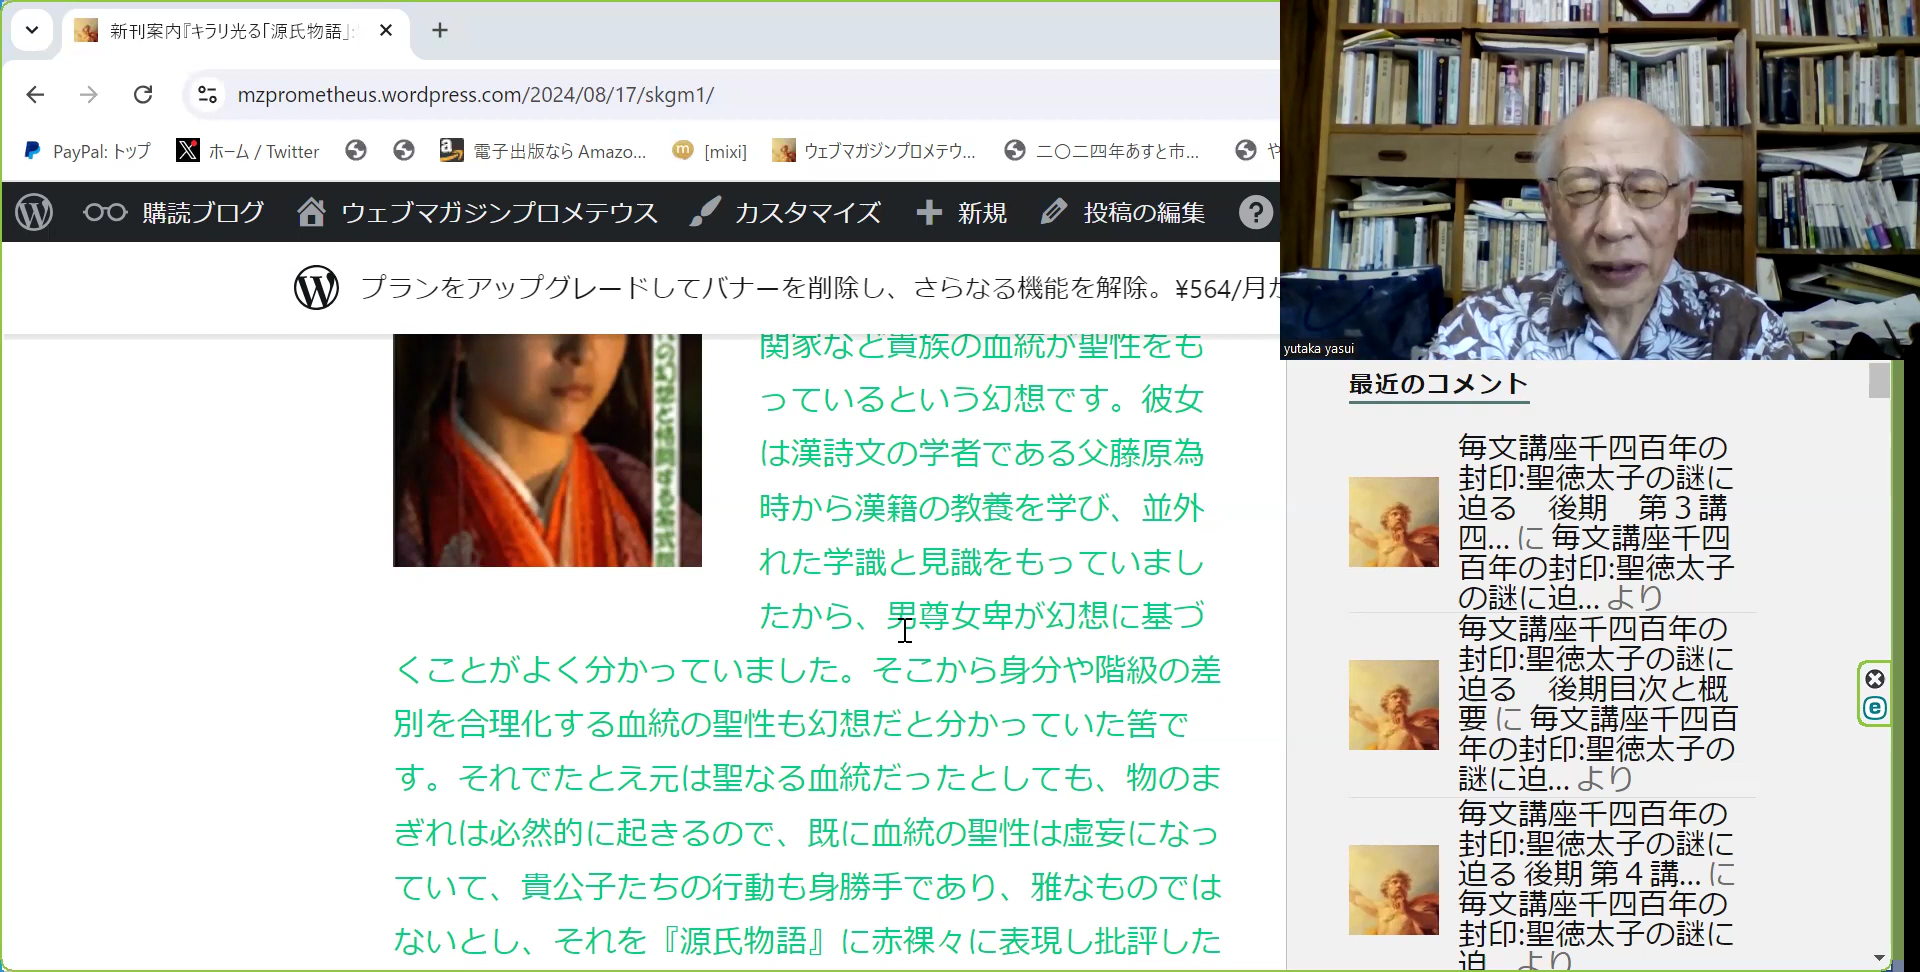 新刊案内『キラリ光る「源氏物語」:
mzprometheus.wordpress.com/2024/08/17/skgm1/
PayPal: トップ
ホーム / Twitter
電子出版なら Amazo...
[mixi]
ウェブマガジンプロメテウ...
二〇二四年あすと市...
や
購読ブログ
ウェブマガジンプロメテウス
カスタマイズ
新規
投稿の編集
プランをアップグレードしてバナーを削除し、さらなる機能を解除。¥564/月か
の幻想と格闘する紫式部
関家など貴族の血統が聖性をも
っているという幻想です。彼女
は漢詩文の学者である父藤原為
時から漢籍の教養を学び、並外
れた学識と見識をもっていまし
たから、男尊女卑が幻想に基づ
くことがよく分かっていました。そこから身分や階級の差
別を合理化する血統の聖性も幻想だと分かっていた筈で
す。それでたとえ元は聖なる血統だったとしても、物のま
ぎれは必然的に起きるので、既に血統の聖性は虚妄になっ
ていて、貴公子たちの行動も身勝手であり、雅なものでは
ないとし、それを『源氏物語』に赤裸々に表現し批評した
yutaka yasui
最近のコメント
毎文講座千四百年の
封印:聖徳太子の謎に
迫る　後期　第３講
四... に 毎文講座千四
百年の封印:聖徳太子
の謎に迫... より
毎文講座千四百年の
封印:聖徳太子の謎に
迫る　後期目次と概
要 に 毎文講座千四百
年の封印:聖徳太子の
謎に迫... より
毎文講座千四百年の
封印:聖徳太子の謎に
迫る 後期 第４講... に
毎文講座千四百年の
封印:聖徳太子の謎に
迫... より